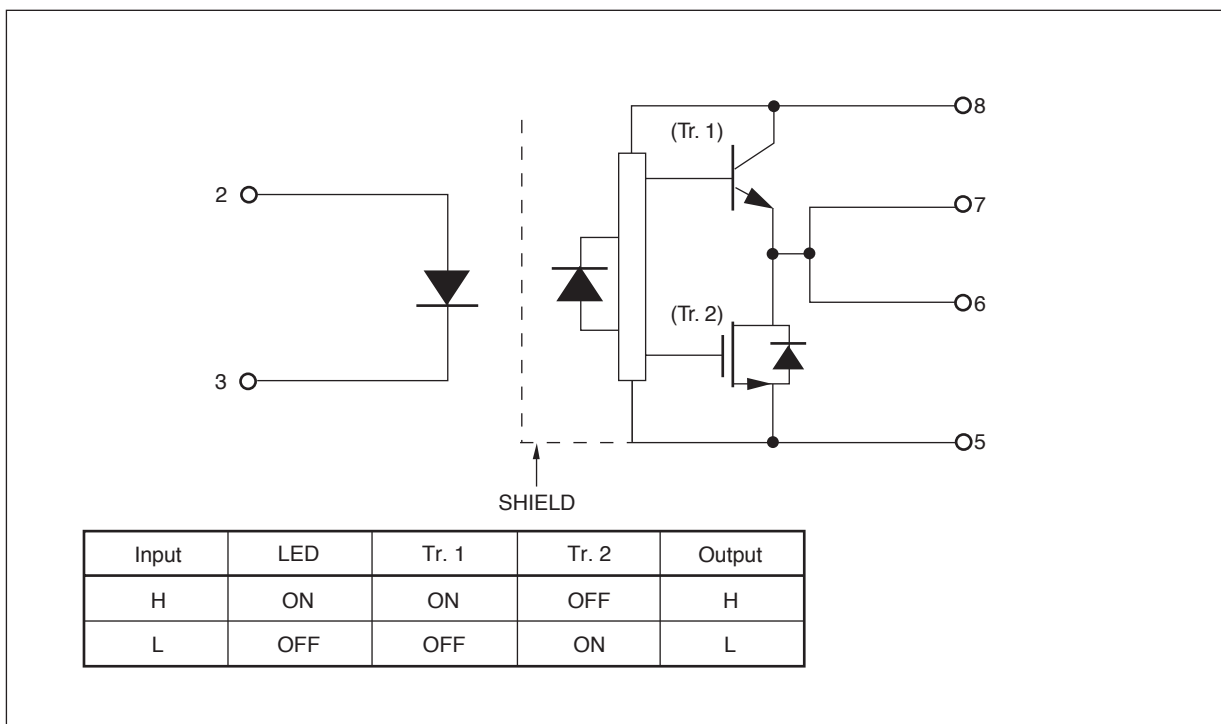 8
(Tr. 1)
2
7
6
(Tr. 2)
3
5
SHIELD
Input LED Tr. 1 Tr. 2 Output
H ON ON OFF H
L OFF OFF ON L